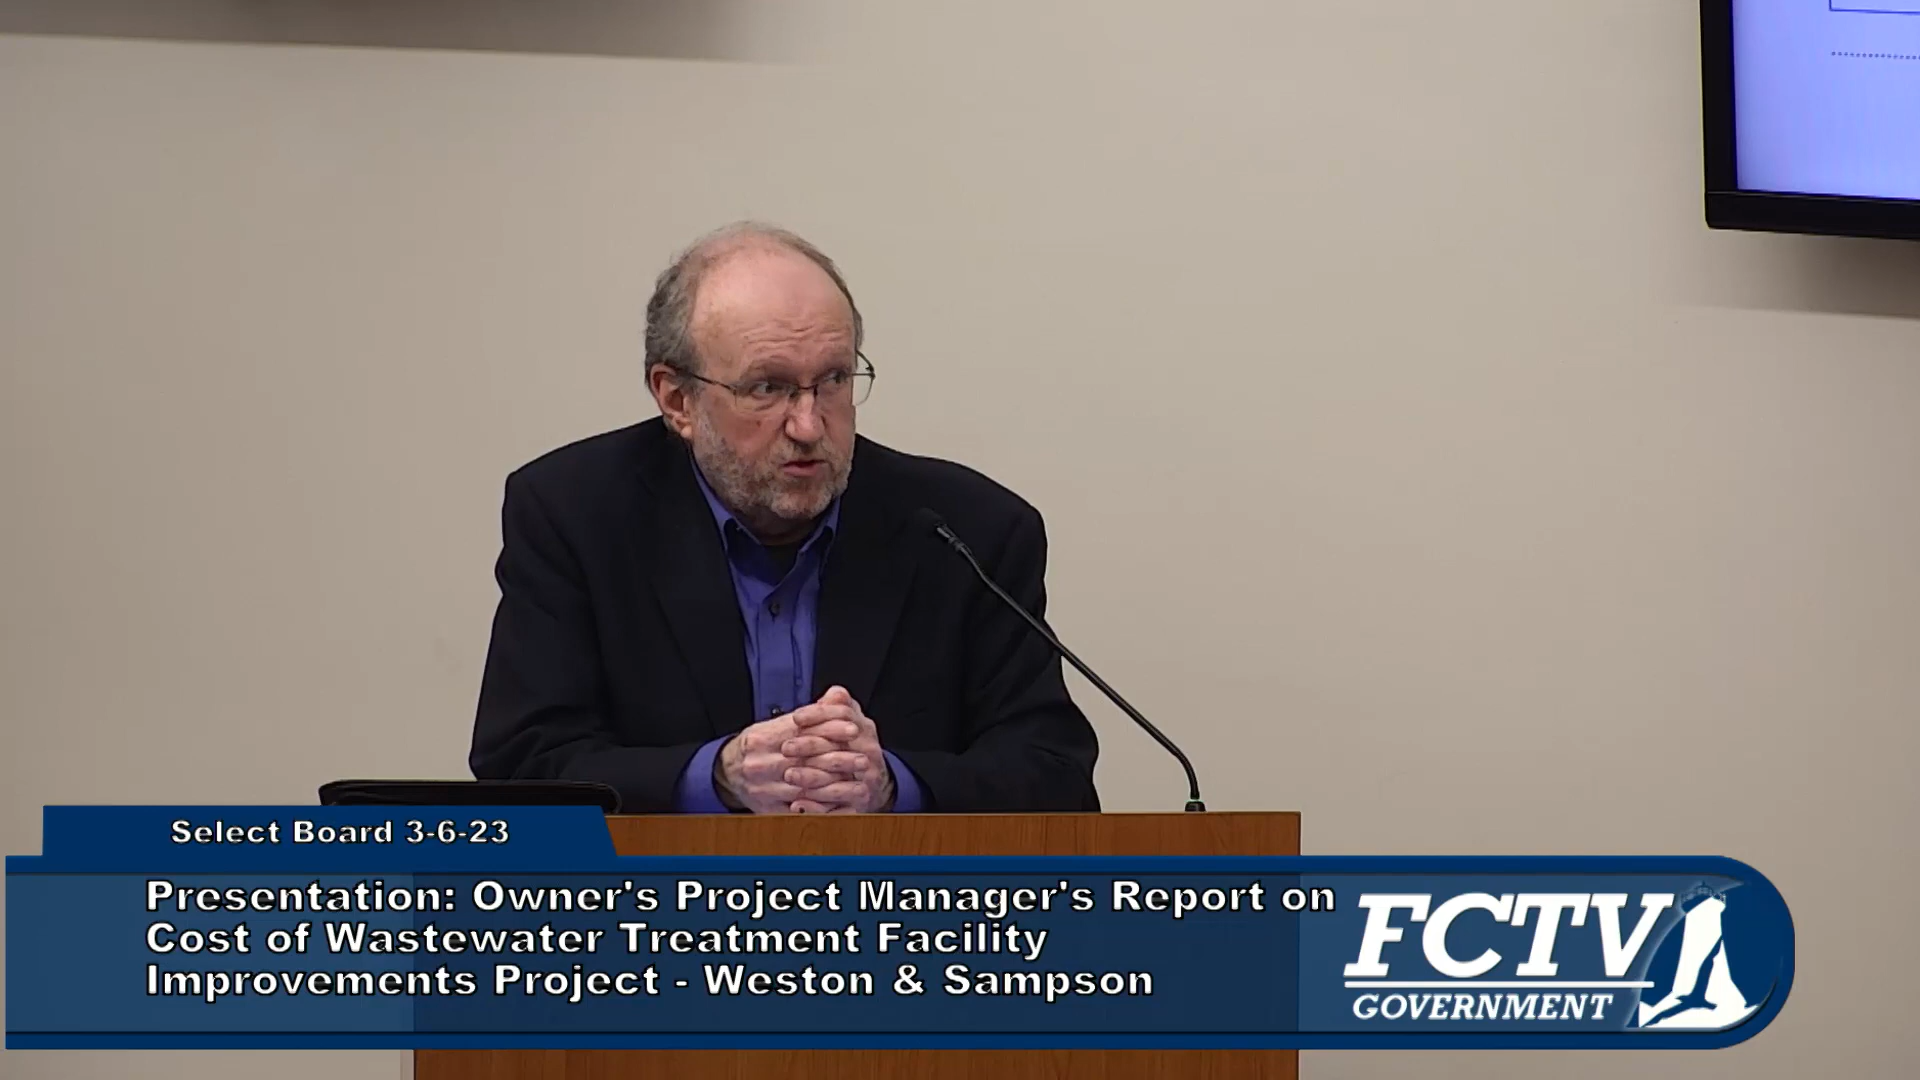 Select Board 3-6-23
Presentation: Owner's Project Manager's Report on
Cost of Wastewater Treatment Facility
Improvements Project - Weston & Sampson
FCTV
GOVERNMENT